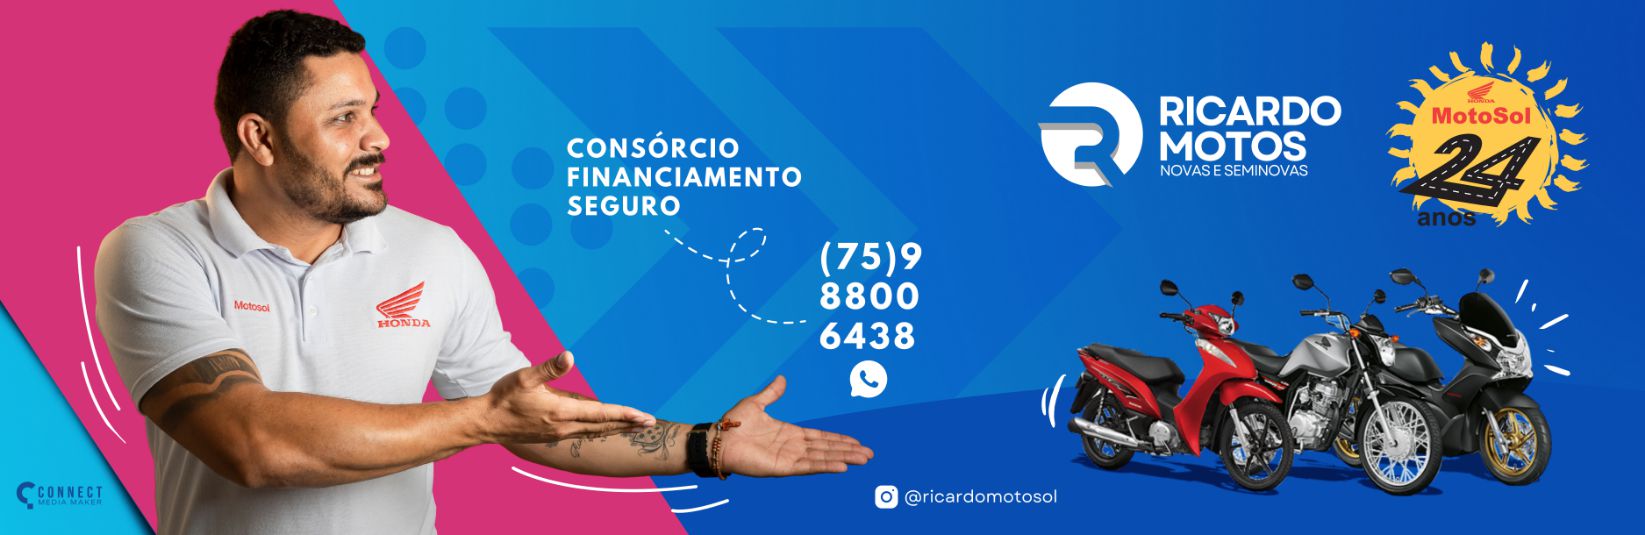 CONSÓRCIO
FINANCIAMENTO
SEGURO
(75)9
8800
6438
RICARDO
MOTOS
NOVAS E SEMINOVAS
HONDA
MotoSol
24
anos
Motosol
HONDA
@ricardomotosol
CONNECT
MEDIA MAKER